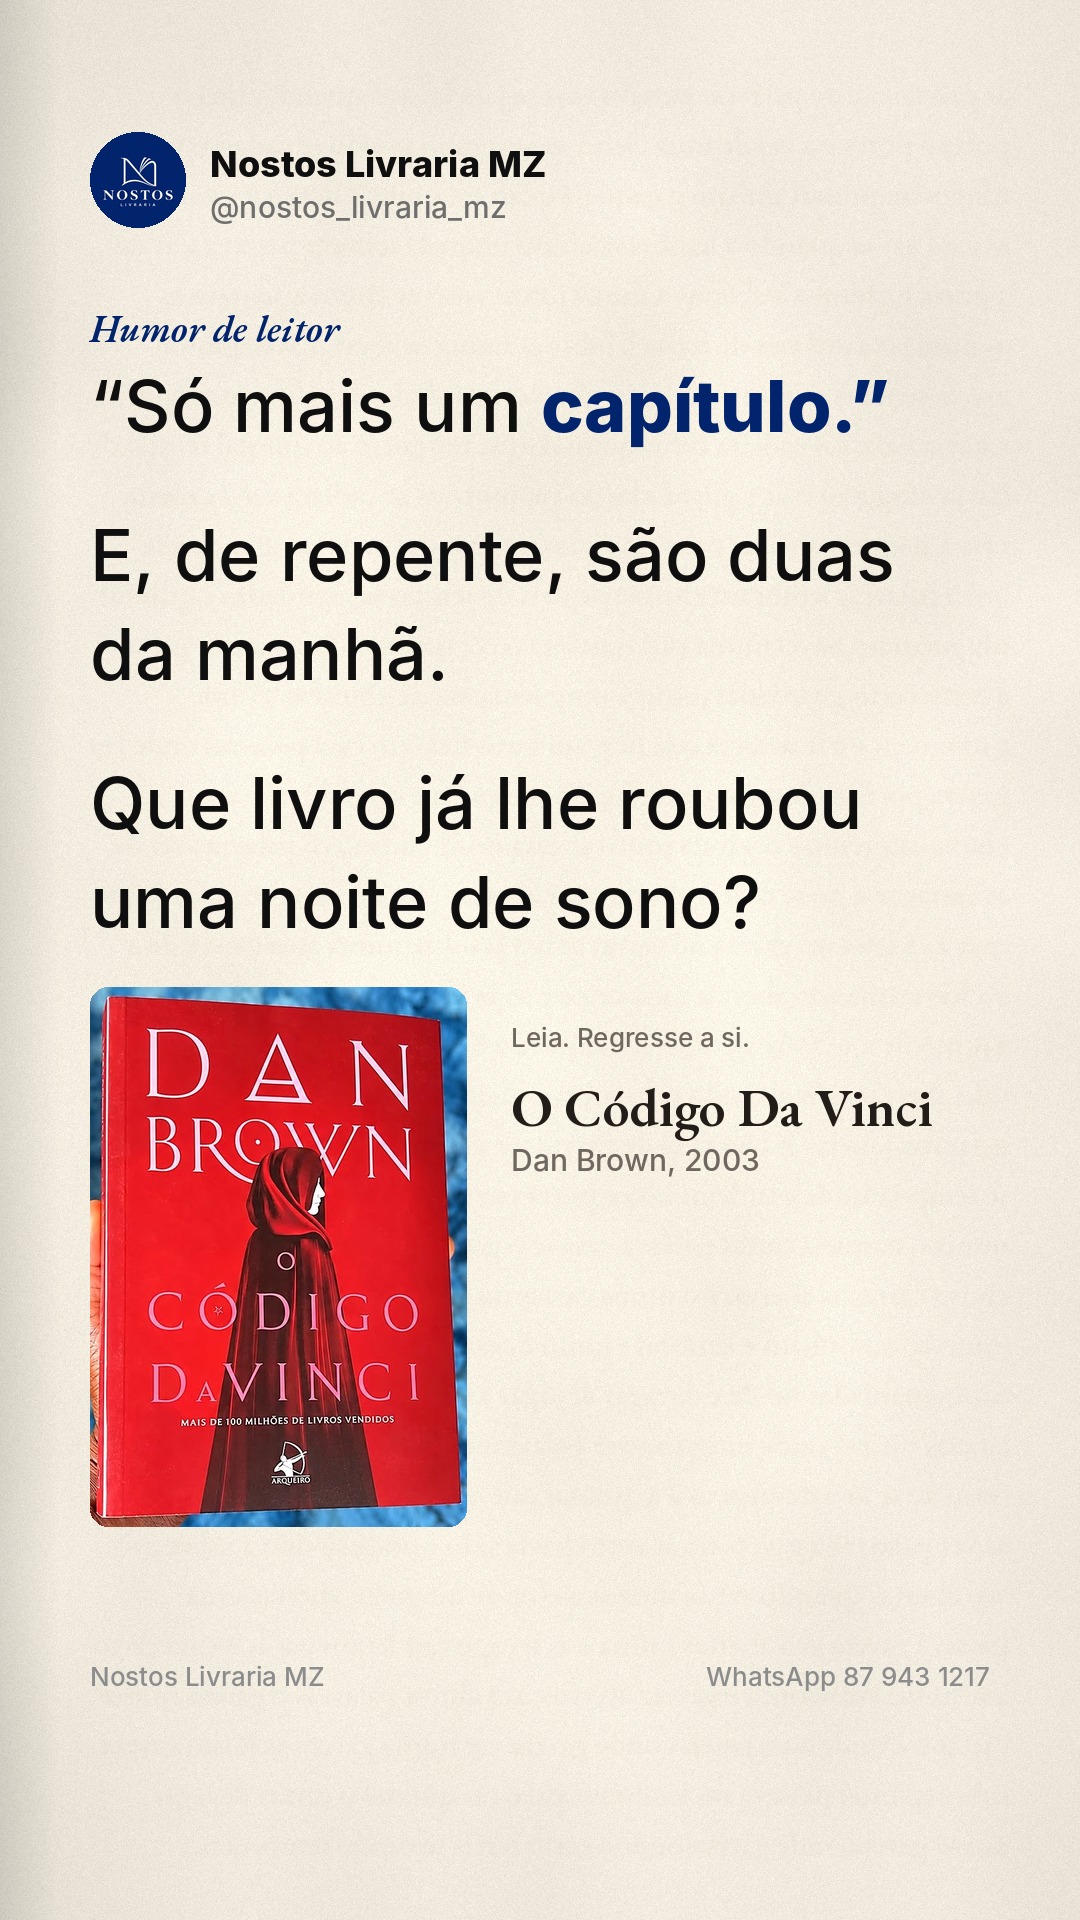 NOSTOS
LIVRARIA
Nostos Livraria MZ
@nostos_livraria_mz
Humor de leitor
“Só mais um capítulo.”
E, de repente, são duas
da manhã.
Que livro já lhe roubou
uma noite de sono?
DAN
BROWN
O
CÓDIGO
DA VINCI
MAIS DE 100 MILHÕES DE LIVROS VENDIDOS
ARQUEIRO
Leia. Regresse a si.
O Código Da Vinci
Dan Brown, 2003
Nostos Livraria MZ
WhatsApp 87 943 1217